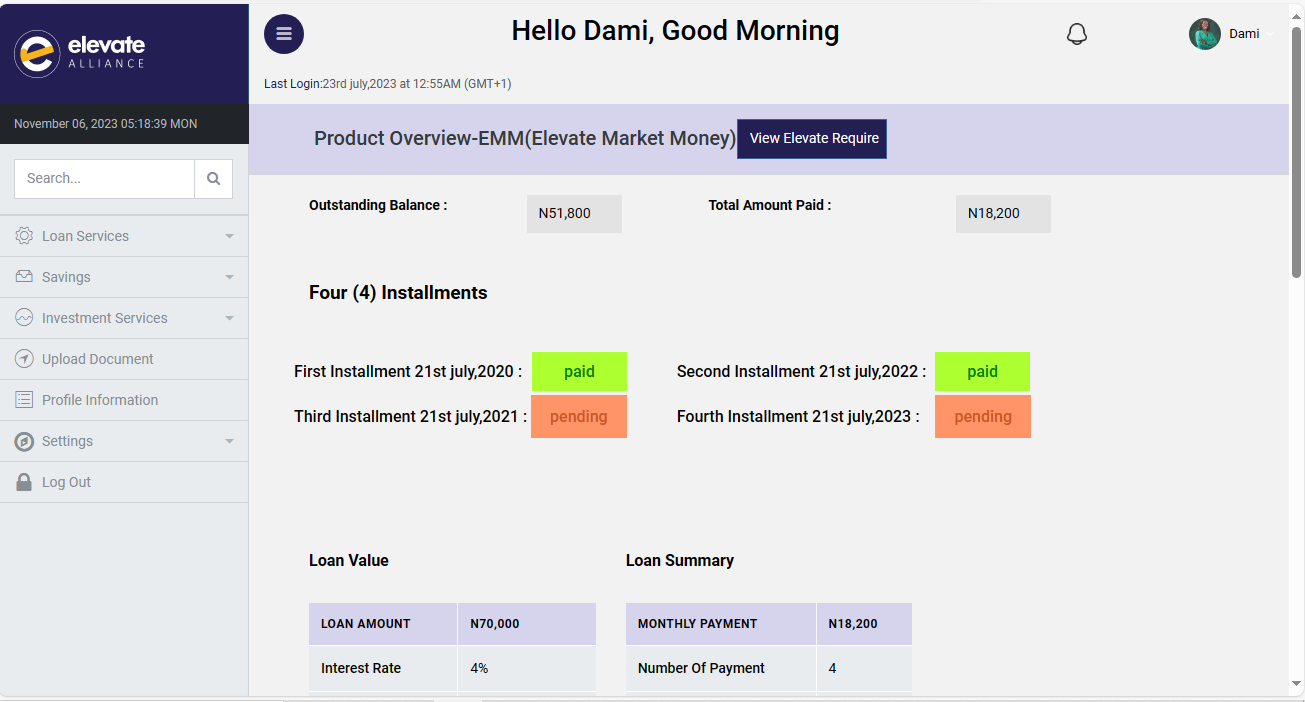 elevate
ALLIANCE
Hello Dami, Good Morning
Dami
Last Login:23rd july,2023 at 12:55AM (GMT+1)
November 06, 2023 05:18:39 MON
Product Overview-EMM(Elevate Market Money)
View Elevate Require
Search...
Loan Services
Savings
Investment Services
Upload Document
Profile Information
Settings
Log Out
Outstanding Balance :
N51,800
Total Amount Paid :
N18,200
Four (4) Installments
First Installment 21st july,2020 :
paid
Second Installment 21st july,2022 :
paid
Third Installment 21st july,2021 :
pending
Fourth Installment 21st july,2023 :
pending
Loan Value
LOAN AMOUNT N70,000
Interest Rate 4%
Loan Summary
MONTHLY PAYMENT N18,200
Number Of Payment 4